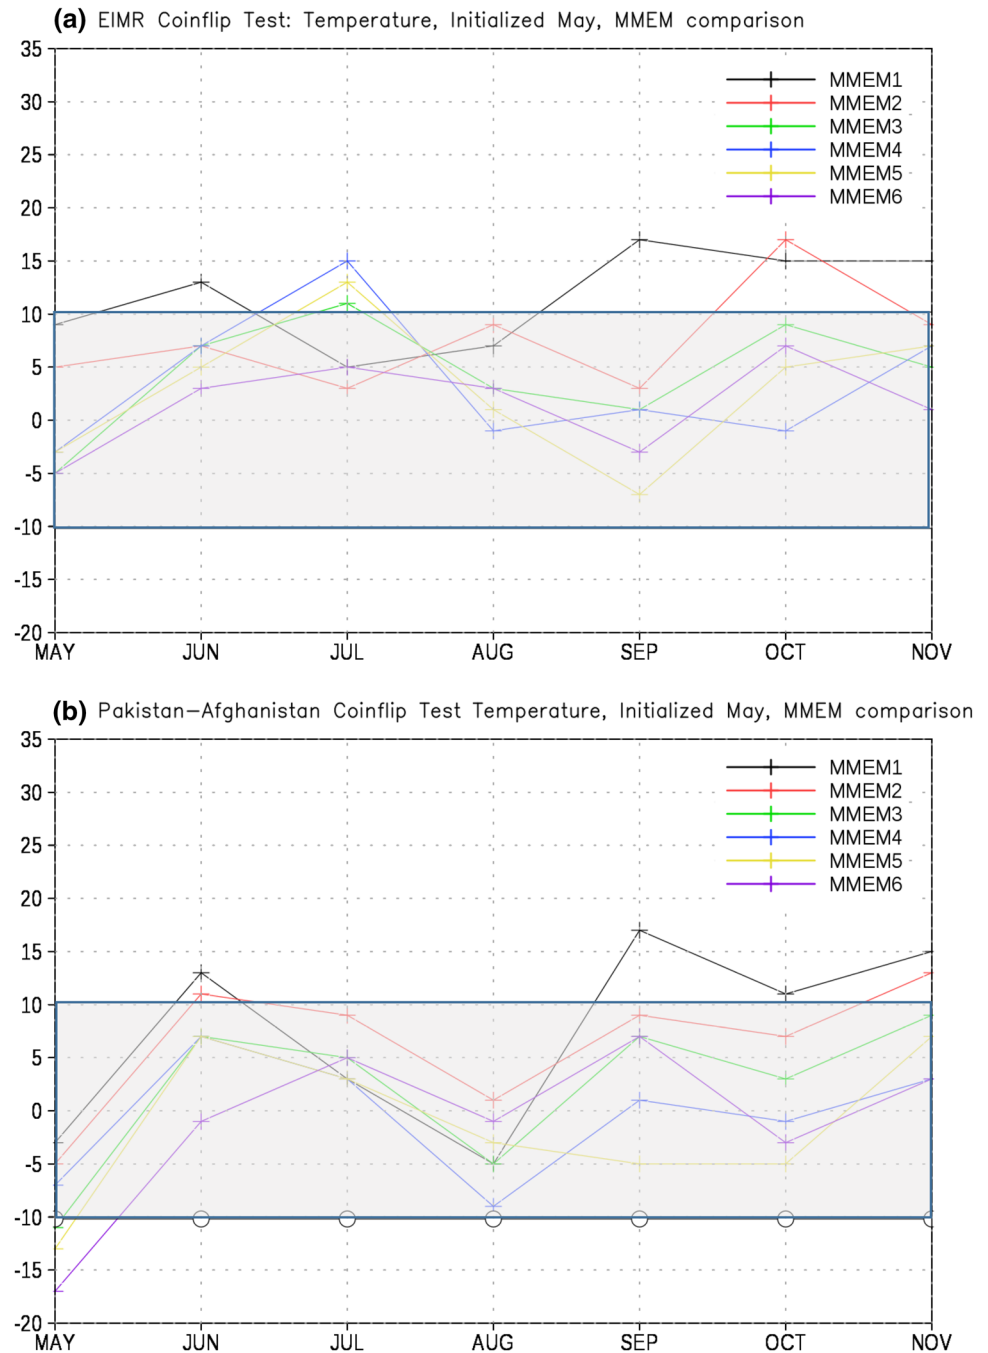 (a) EIMR Coinflip Test: Temperature, Initialized May, MMEM comparison
35
30
25
20
15
10
5
0
-5
-10
-15
-20
MMEM1
MMEM2
MMEM3
MMEM4
MMEM5
MMEM6
MAY JUN JUL AUG SEP OCT NOV
(b) Pakistan-Afghanistan Coinflip Test Temperature, Initialized May, MMEM comparison
35
30
25
20
15
10
5
0
-5
-10
-15
-20
MMEM1
MMEM2
MMEM3
MMEM4
MMEM5
MMEM6
MAY JUN JUL AUG SEP OCT NOV